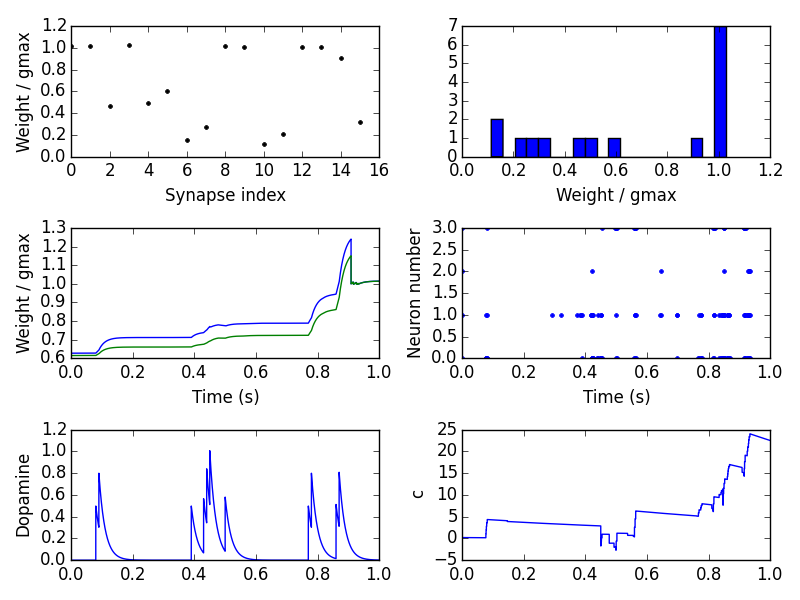 1.2
1.0
0.8
0.6
0.4
0.2
0.0
Weight / gmax
0 2 4 6 8 10 12 14 16
Synapse index
7
6
5
4
3
2
1
0
0.0 0.2 0.4 0.6 0.8 1.0 1.2
Weight / gmax
1.3
1.2
1.1
1.0
0.9
0.8
0.7
0.6
Weight / gmax
0.0 0.2 0.4 0.6 0.8 1.0
Time (s)
3.0
2.5
2.0
1.5
1.0
0.5
0.0
Neuron number
0.0 0.2 0.4 0.6 0.8 1.0
Time (s)
1.2
1.0
0.8
0.6
0.4
0.2
0.0
Dopamine
0.0 0.2 0.4 0.6 0.8 1.0
25
20
15
10
5
0
−5
c
0.0 0.2 0.4 0.6 0.8 1.0